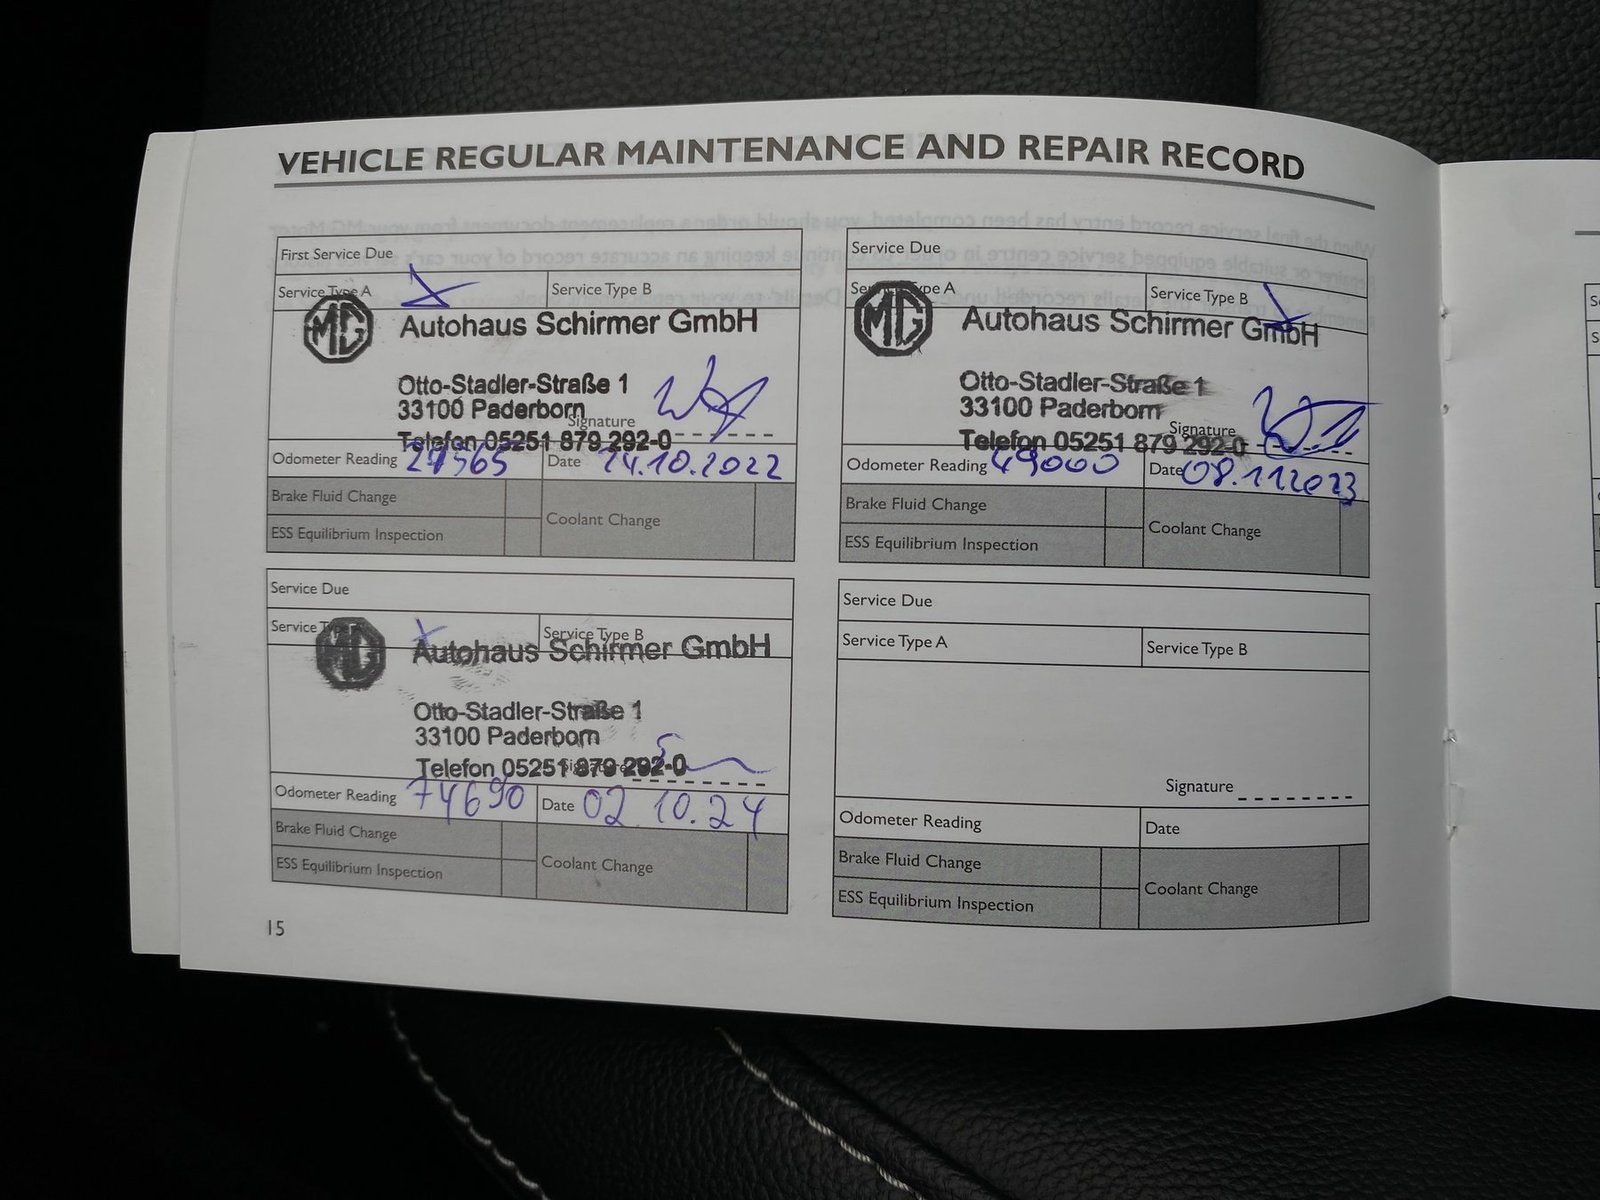 VEHICLE REGULAR MAINTENANCE AND REPAIR RECORD
First Service Due
Service Type A
Service Type B
MG
Autohaus Schirmer GmbH
Otto-Stadler-Straße 1
33100 Paderborn
Signature
Telefon 05251 879 292-0
Odometer Reading
Date 14.10.2022
Brake Fluid Change
Coolant Change
ESS Equilibrium Inspection
Service Due
Service Type A
Service Type B
MG
Autohaus Schirmer GmbH
Otto-Stadler-Straße 1
33100 Paderborn
Signature
Telefon 05251 879 292-0
Odometer Reading 49000
Date 08.11.2023
Brake Fluid Change
Coolant Change
ESS Equilibrium Inspection
Service Due
Service Type
Service Type B
MG
Autohaus Schirmer GmbH
Otto-Stadler-Straße 1
33100 Paderborn
Signature
Telefon 05251 879 292-0
Odometer Reading 74690
Date 02.10.24
Brake Fluid Change
Coolant Change
ESS Equilibrium Inspection
Service Due
Service Type A
Service Type B
Signature
Odometer Reading
Date
Brake Fluid Change
Coolant Change
ESS Equilibrium Inspection
15